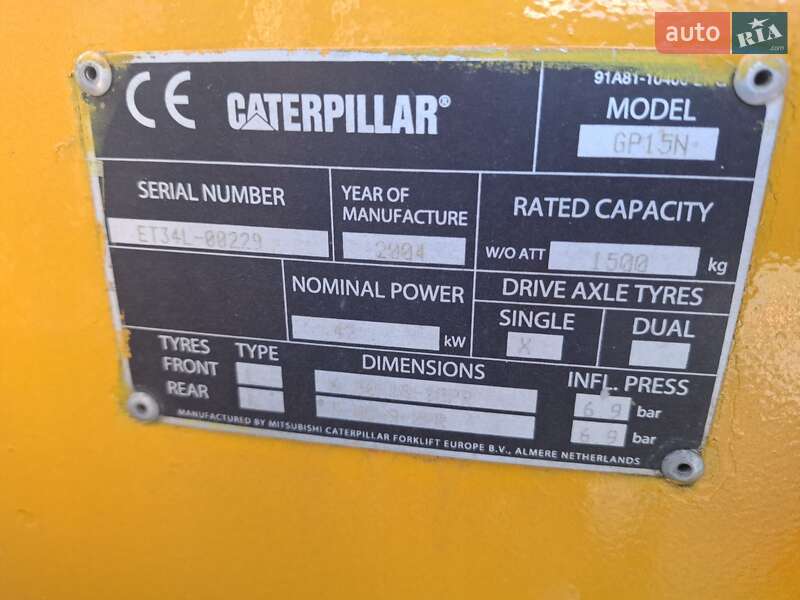 auto RIA .com
91A81-10400
CE CATERPILLAR®
MODEL
GP15N
SERIAL NUMBER
ET34L-00229
YEAR OF MANUFACTURE
2004
RATED CAPACITY
W/O ATT 1500 kg
NOMINAL POWER
kW
DRIVE AXLE TYRES
SINGLE DUAL
X
TYRES TYPE DIMENSIONS INFL. PRESS
FRONT 6 9 bar
REAR 6 9 bar
MANUFACTURED BY MITSUBISHI CATERPILLAR FORKLIFT EUROPE B.V., ALMERE NETHERLANDS